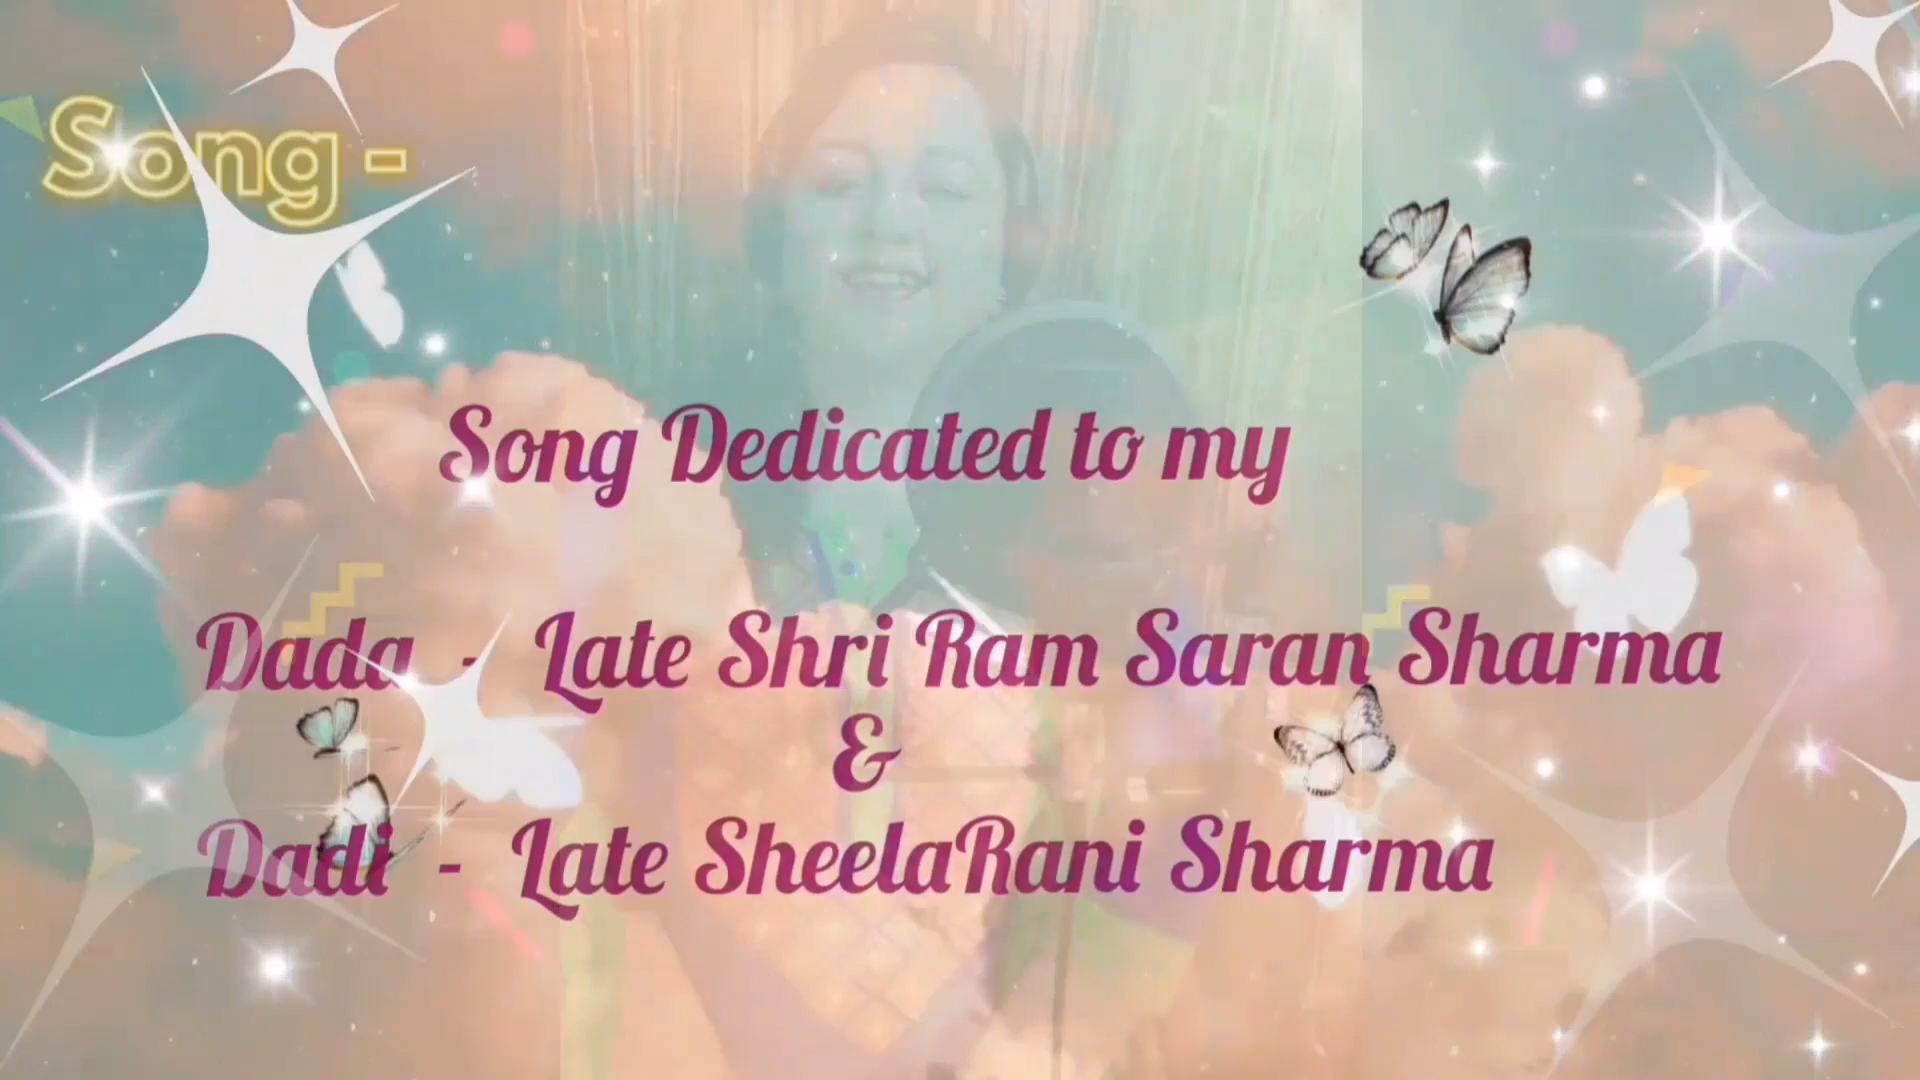 Song -
Song Dedicated to my
Dada - Late Shri Ram Saran Sharma
&
Dadi - Late SheelaRani Sharma